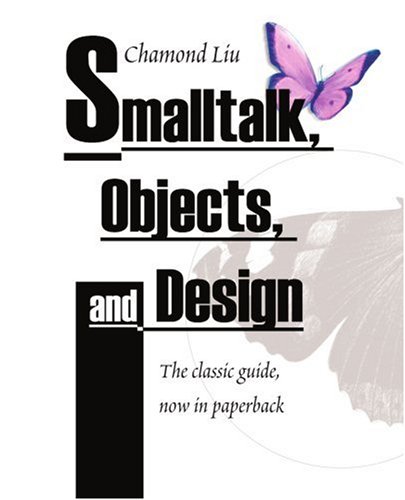 Chamond Liu
Smalltalk,
Objects,
and Design
The classic guide,
now in paperback